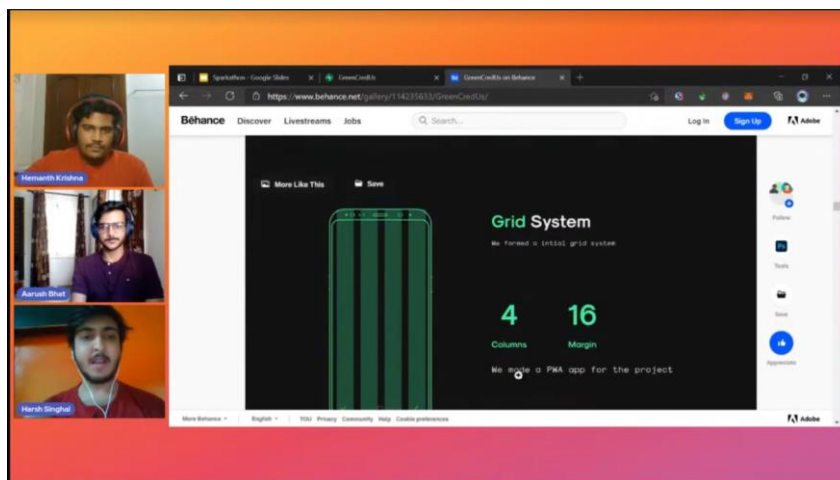 Hemanth Krishna
Aarush Bhat
Harsh Singhal
Sparkathon - Google Slides
GreenCredUs
GreenCredUs on Behance
https://www.behance.net/gallery/114235633/GreenCredUs/
Bēhance Discover Livestreams Jobs Search... Log In Sign Up Adobe
More Like This Save
Grid System
We formed a intial grid system
4 16
Columns Margin
We made a PWA app for the project
Follow
Ps
Tools
Save
Appreciate
More Behance English TOU Privacy Community Help Cookie preferences Adobe